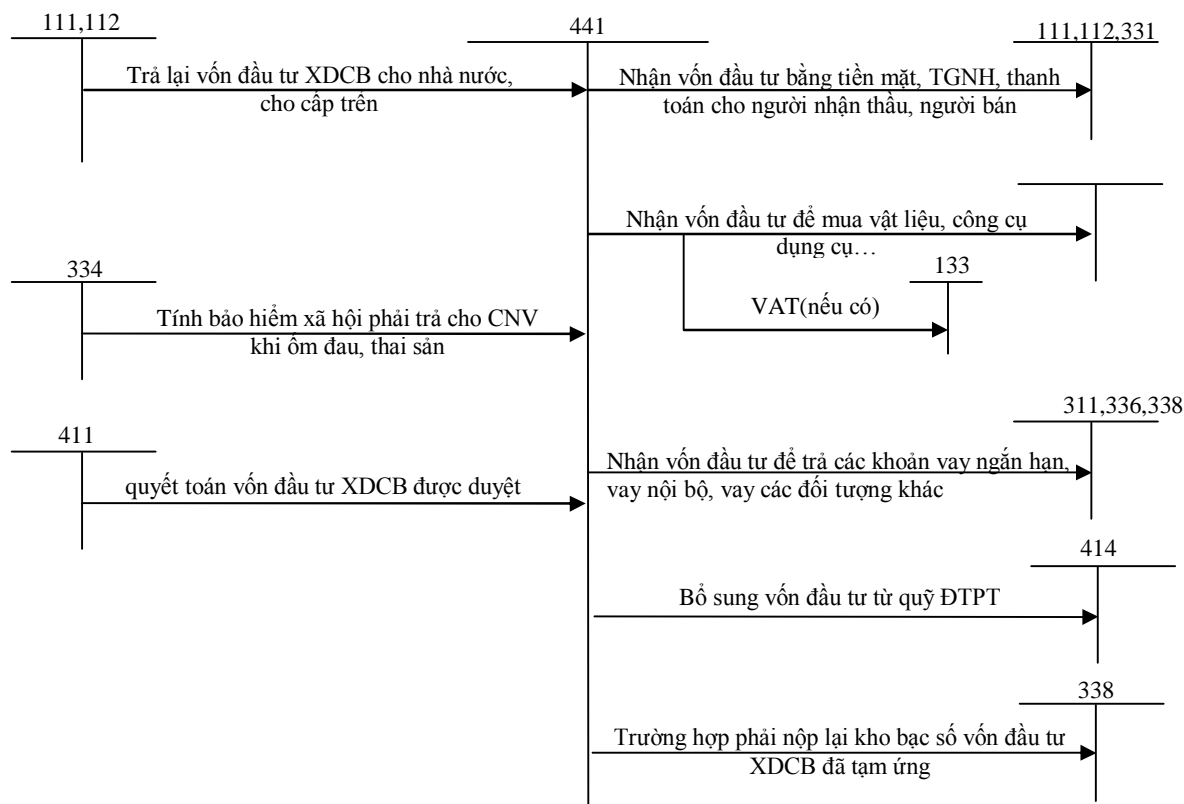 111,112
441
111,112,331
Trả lại vốn đầu tư XDCB cho nhà nước,
cho cấp trên
Nhận vốn đầu tư bằng tiền mặt, TGNH, thanh
toán cho người nhận thầu, người bán
Nhận vốn đầu tư để mua vật liệu, công cụ
dụng cụ…
334
133
Tính bảo hiểm xã hội phải trả cho CNV
khi ốm đau, thai sản
VAT(nếu có)
411
311,336,338
quyết toán vốn đầu tư XDCB được duyệt
Nhận vốn đầu tư để trả các khoản vay ngắn hạn,
vay nội bộ, vay các đối tượng khác
414
Bổ sung vốn đầu tư từ quỹ ĐTPT
338
Trường hợp phải nộp lại kho bạc số vốn đầu tư
XDCB đã tạm ứng